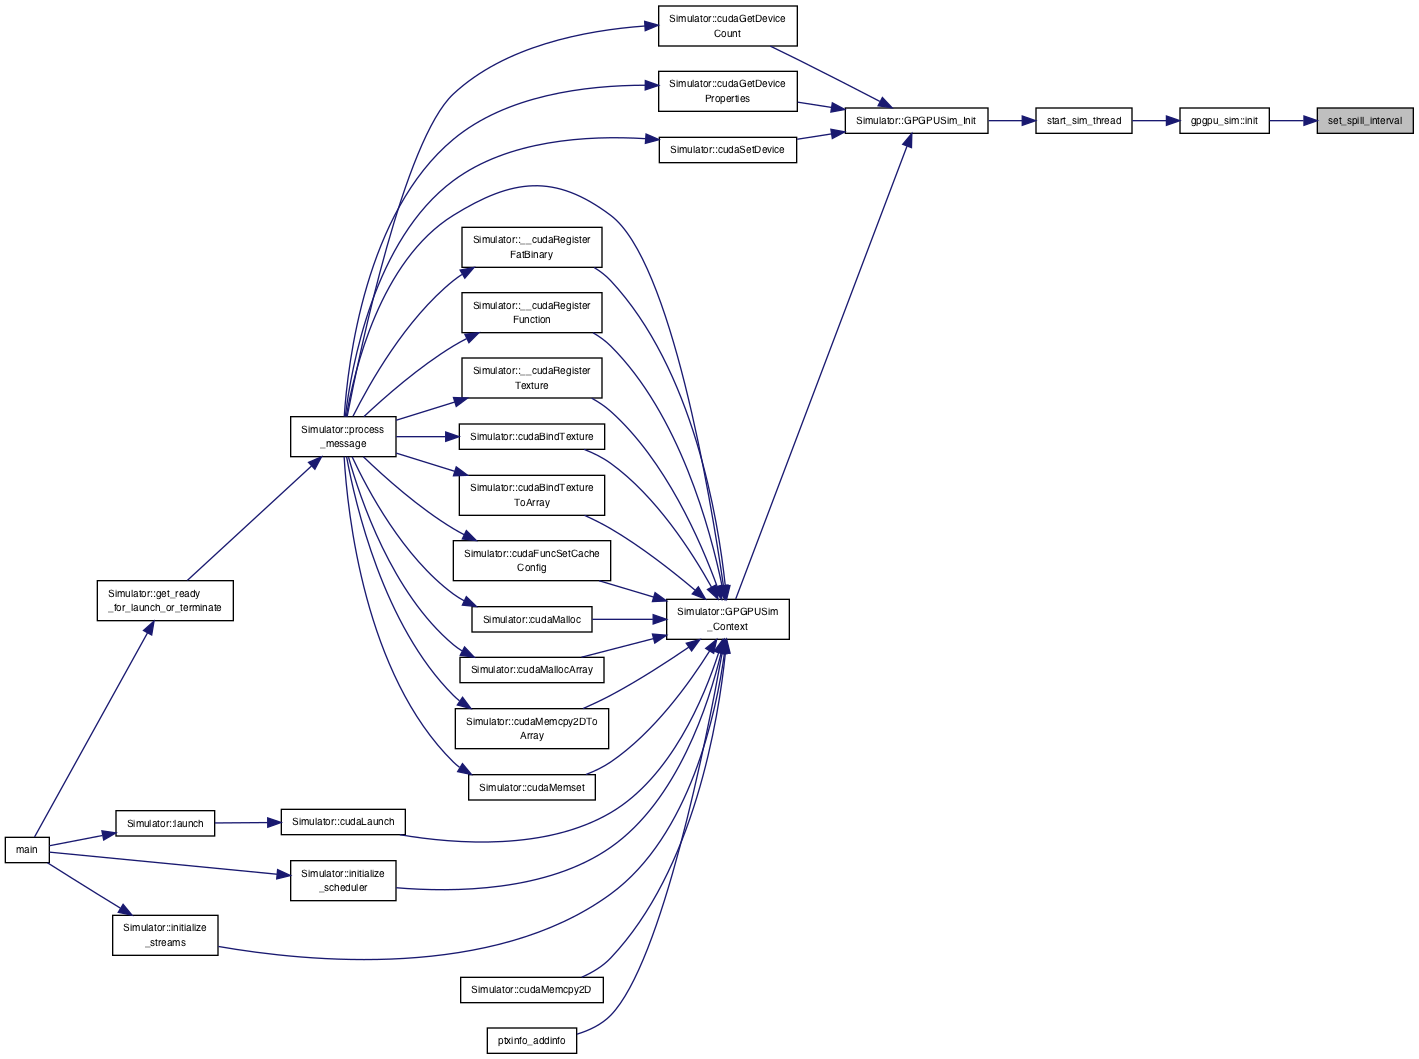 Simulator::cudaGetDevice
Count
Simulator::cudaGetDevice
Properties
Simulator::GPGPUSim_Init
start_sim_thread
gpgpu_sim::init
set_spill_interval
Simulator::cudaSetDevice
Simulator::__cudaRegister
FatBinary
Simulator::__cudaRegister
Function
Simulator::__cudaRegister
Texture
Simulator::process
_message
Simulator::cudaBindTexture
Simulator::cudaBindTexture
ToArray
Simulator::cudaFuncSetCache
Config
Simulator::get_ready
_for_launch_or_terminate
Simulator::cudaMalloc
Simulator::GPGPUSim
_Context
Simulator::cudaMallocArray
Simulator::cudaMemcpy2DTo
Array
Simulator::cudaMemset
Simulator::launch
Simulator::cudaLaunch
main
Simulator::initialize
_scheduler
Simulator::initialize
_streams
Simulator::cudaMemcpy2D
ptxinfo_addinfo